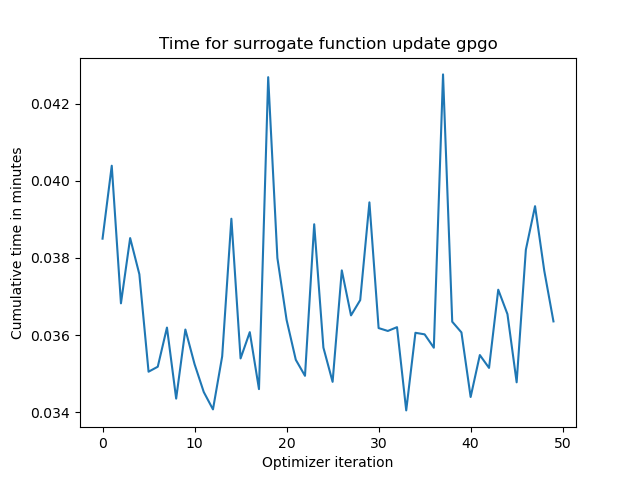 Time for surrogate function update gpgo
Cumulative time in minutes
0.042
0.040
0.038
0.036
0.034
0 10 20 30 40 50
Optimizer iteration